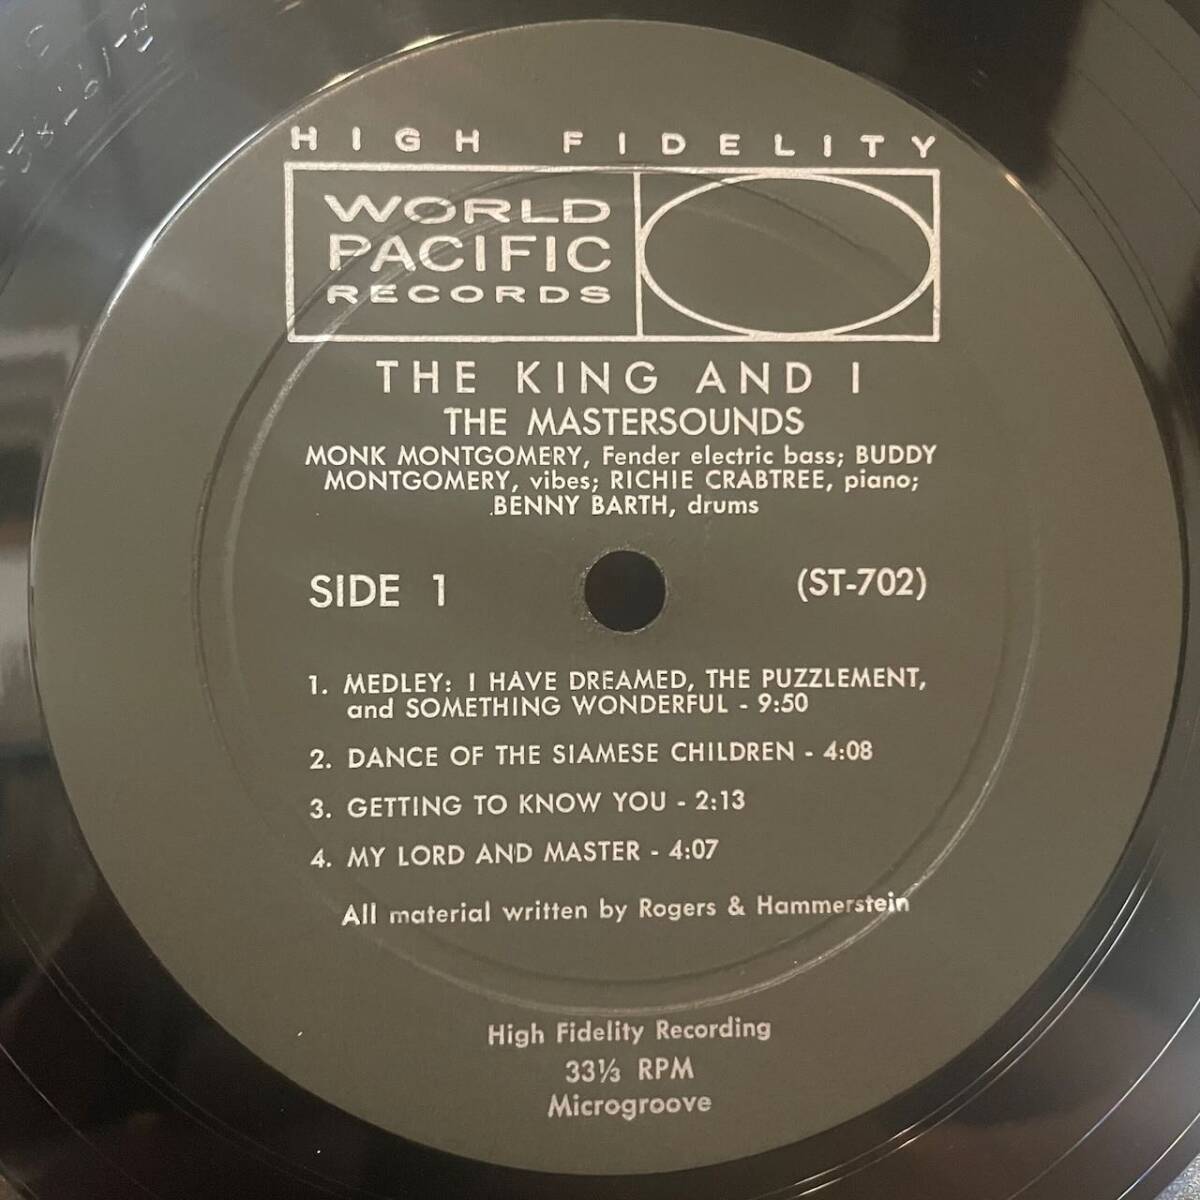 HIGH FIDELITY
WORLD
PACIFIC
RECORDS
THE KING AND I
THE MASTERSOUNDS
MONK MONTGOMERY, Fender electric bass; BUDDY
MONTGOMERY, vibes; RICHIE CRABTREE, piano;
BENNY BARTH, drums
SIDE 1
(ST-702)
1. MEDLEY: I HAVE DREAMED, THE PUZZLEMENT,
and SOMETHING WONDERFUL - 9:50
2. DANCE OF THE SIAMESE CHILDREN - 4:08
3. GETTING TO KNOW YOU - 2:13
4. MY LORD AND MASTER - 4:07
All material written by Rogers & Hammerstein
High Fidelity Recording
33⅓ RPM
Microgroove